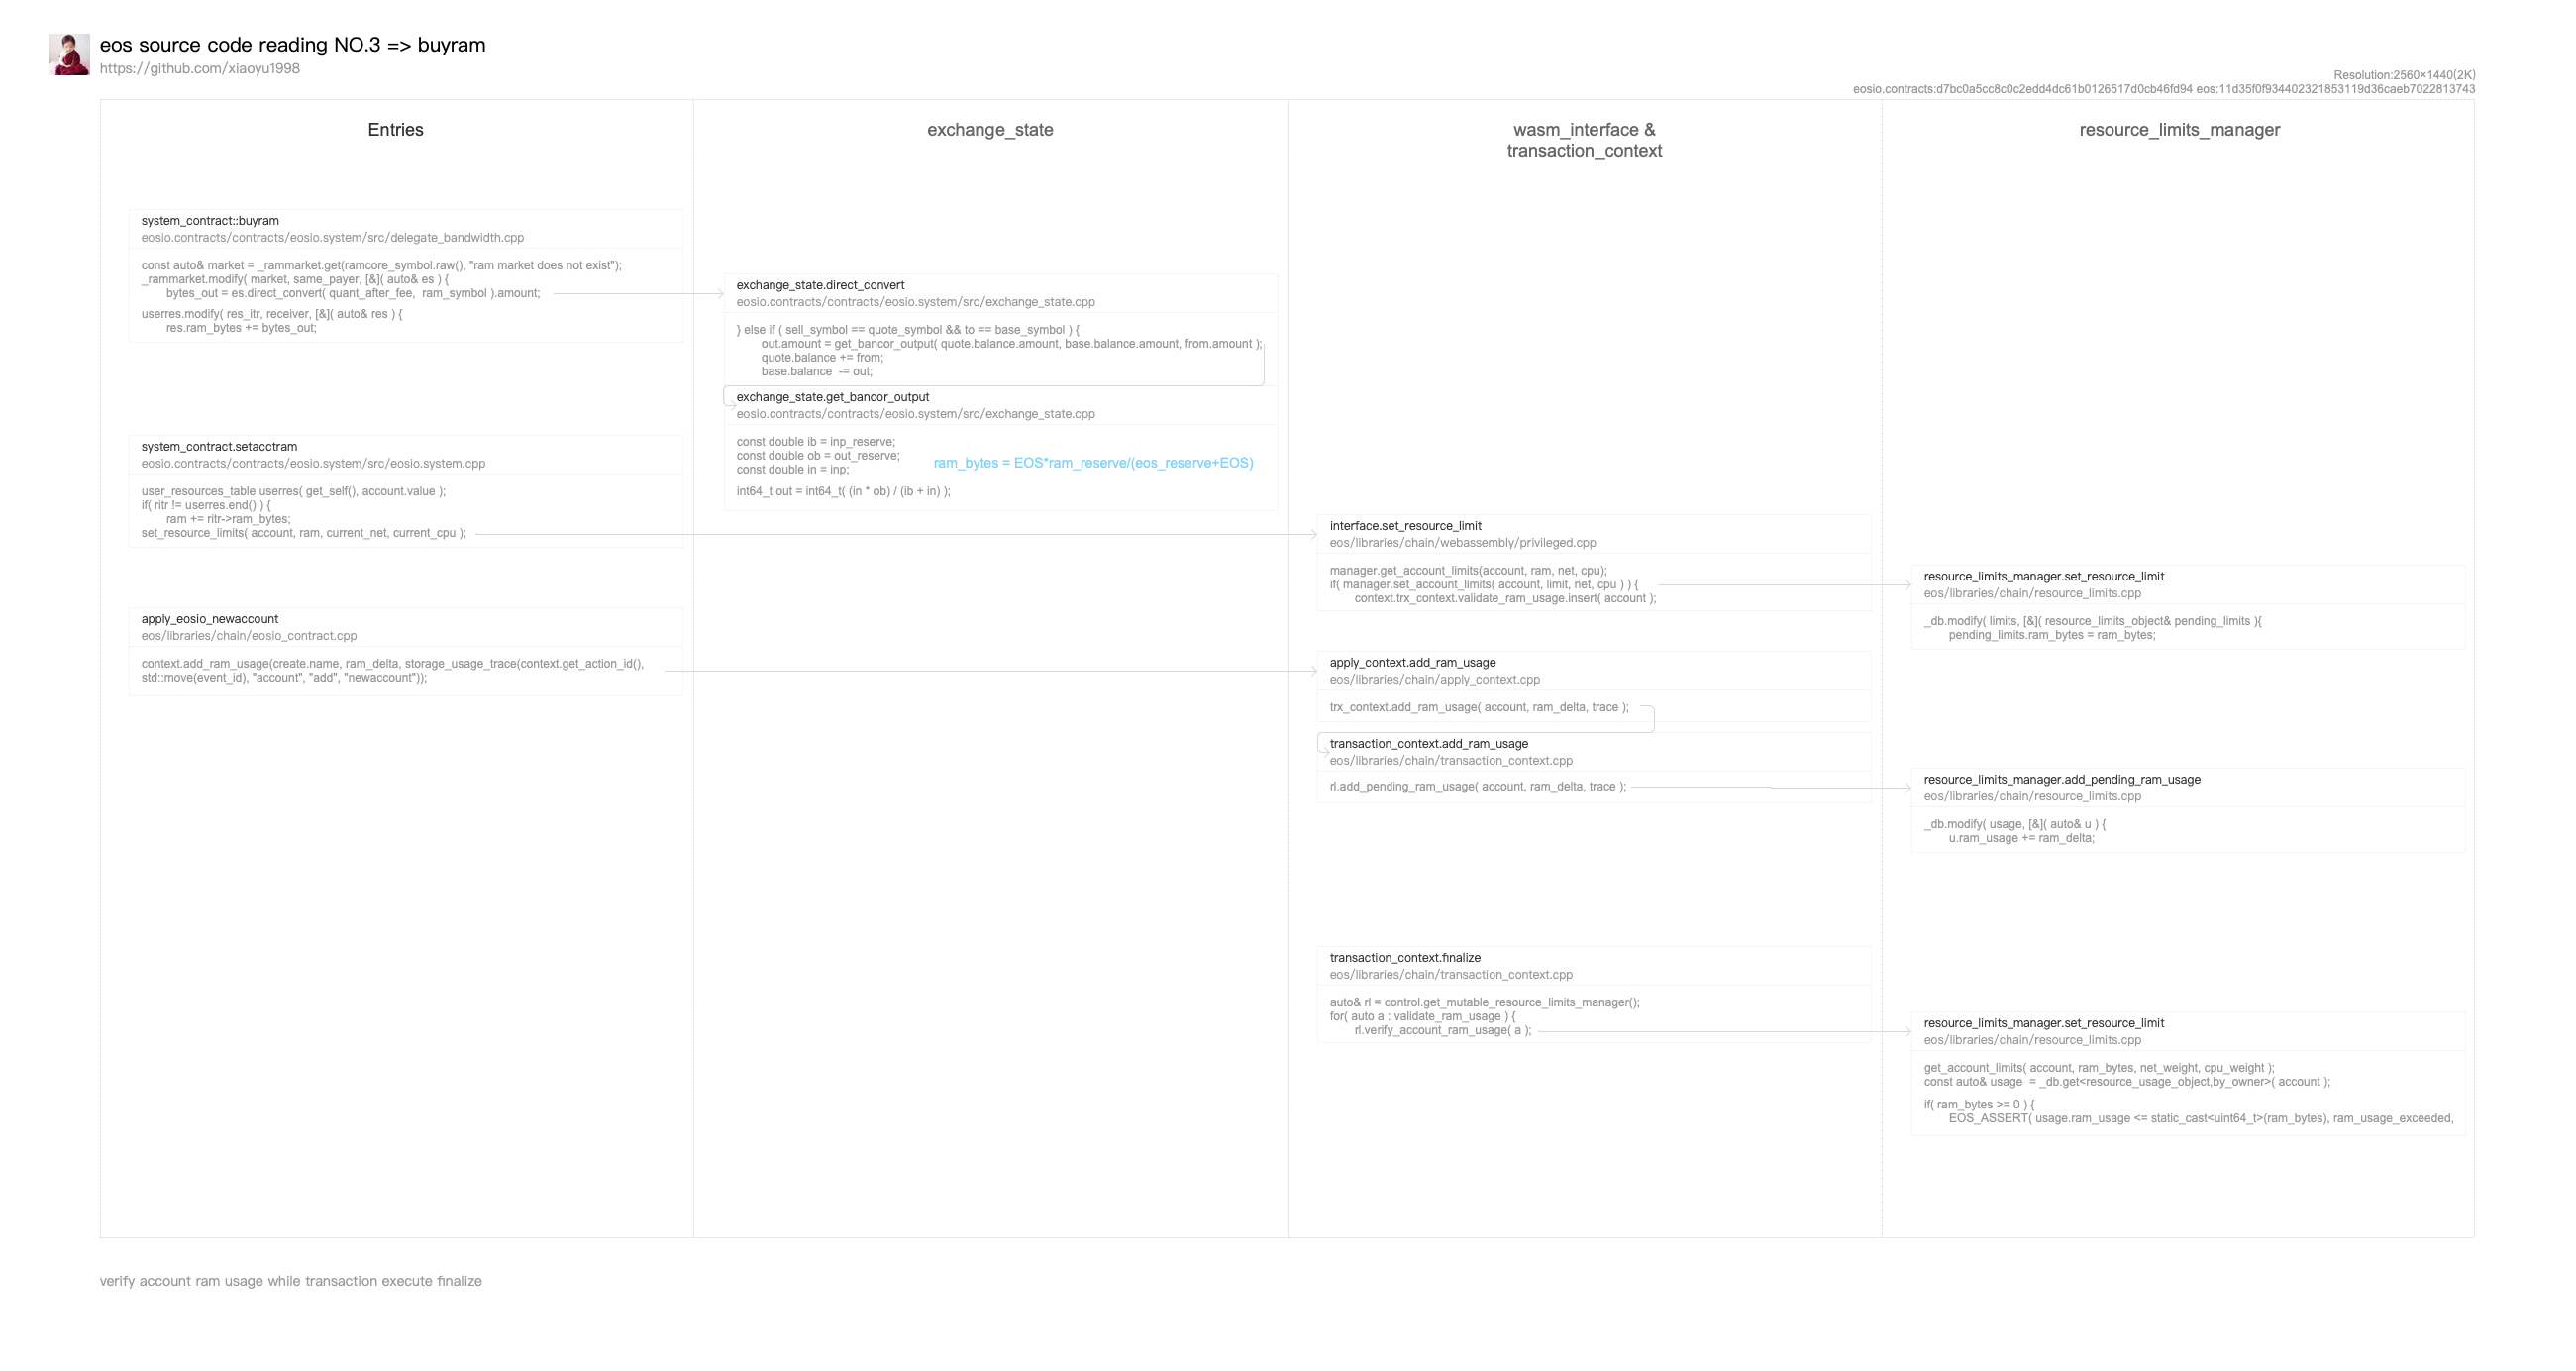 eos source code reading NO.3 => buyram
https://github.com/xiaoyu1998
Resolution:2560×1440(2K)
eosio.contracts:d7bc0a5cc8c0c2edd4dc61b0126517d0cb46fd94 eos:11d35f0f934402321853119d36caeb7022813743
Entries
system_contract::buyram
eosio.contracts/contracts/eosio.system/src/delegate_bandwidth.cpp
const auto& market = _rammarket.get(ramcore_symbol.raw(), "ram market does not exist");
_rammarket.modify( market, same_payer, [&]( auto& es ) {
bytes_out = es.direct_convert( quant_after_fee,  ram_symbol ).amount;
userres.modify( res_itr, receiver, [&]( auto& res ) {
res.ram_bytes += bytes_out;
system_contract.setacctram
eosio.contracts/contracts/eosio.system/src/eosio.system.cpp
user_resources_table userres( get_self(), account.value );
if( ritr != userres.end() ) {
ram += ritr->ram_bytes;
set_resource_limits( account, ram, current_net, current_cpu );
apply_eosio_newaccount
eos/libraries/chain/eosio_contract.cpp
context.add_ram_usage(create.name, ram_delta, storage_usage_trace(context.get_action_id(),
std::move(event_id), "account", "add", "newaccount"));
exchange_state
exchange_state.direct_convert
eosio.contracts/contracts/eosio.system/src/exchange_state.cpp
} else if ( sell_symbol == quote_symbol && to == base_symbol ) {
out.amount = get_bancor_output( quote.balance.amount, base.balance.amount, from.amount );
quote.balance += from;
base.balance  -= out;
exchange_state.get_bancor_output
eosio.contracts/contracts/eosio.system/src/exchange_state.cpp
const double ib = inp_reserve;
const double ob = out_reserve;
const double in = inp;
ram_bytes = EOS*ram_reserve/(eos_reserve+EOS)
int64_t out = int64_t( (in * ob) / (ib + in) );
wasm_interface &
transaction_context
interface.set_resource_limit
eos/libraries/chain/webassembly/privileged.cpp
manager.get_account_limits(account, ram, net, cpu);
if( manager.set_account_limits( account, limit, net, cpu ) ) {
context.trx_context.validate_ram_usage.insert( account );
apply_context.add_ram_usage
eos/libraries/chain/apply_context.cpp
trx_context.add_ram_usage( account, ram_delta, trace );
transaction_context.add_ram_usage
eos/libraries/chain/transaction_context.cpp
rl.add_pending_ram_usage( account, ram_delta, trace );
transaction_context.finalize
eos/libraries/chain/transaction_context.cpp
auto& rl = control.get_mutable_resource_limits_manager();
for( auto a : validate_ram_usage ) {
rl.verify_account_ram_usage( a );
resource_limits_manager
resource_limits_manager.set_resource_limit
eos/libraries/chain/resource_limits.cpp
_db.modify( limits, [&]( resource_limits_object& pending_limits ){
pending_limits.ram_bytes = ram_bytes;
resource_limits_manager.add_pending_ram_usage
eos/libraries/chain/resource_limits.cpp
_db.modify( usage, [&]( auto& u ) {
u.ram_usage += ram_delta;
resource_limits_manager.set_resource_limit
eos/libraries/chain/resource_limits.cpp
get_account_limits( account, ram_bytes, net_weight, cpu_weight );
const auto& usage  = _db.get<resource_usage_object,by_owner>( account );
if( ram_bytes >= 0 ) {
EOS_ASSERT( usage.ram_usage <= static_cast<uint64_t>(ram_bytes), ram_usage_exceeded,
verify account ram usage while transaction execute finalize